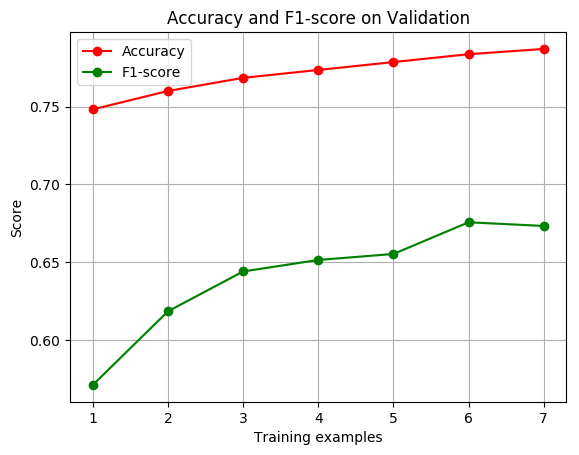 Accuracy and F1-score on Validation
Accuracy
F1-score
0.75
0.70
0.65
0.60
Score
1 2 3 4 5 6 7
Training examples